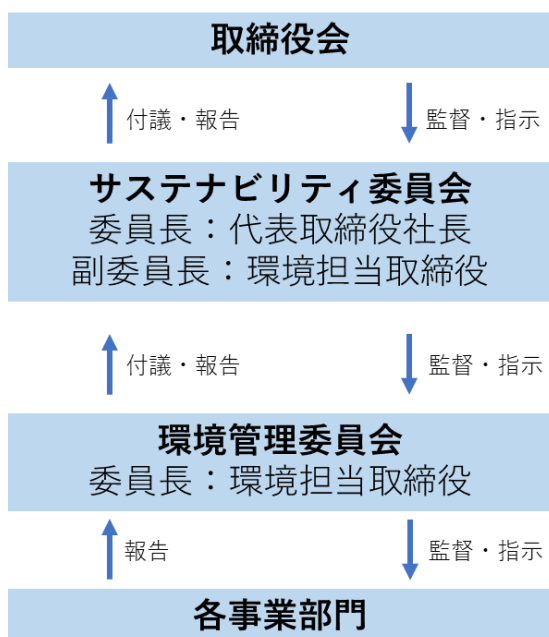 取締役会
付議・報告
監督・指示
サステナビリティ委員会
委員長：代表取締役社長
副委員長：環境担当取締役
付議・報告
監督・指示
環境管理委員会
委員長：環境担当取締役
報告
監督・指示
各事業部門